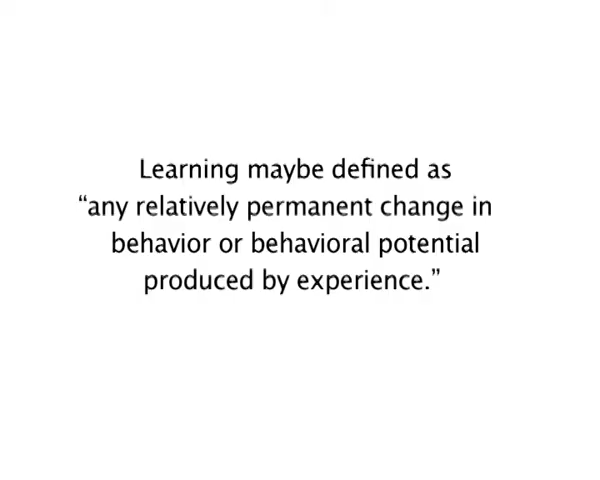 Learning maybe defined as
“any relatively permanent change in
behavior or behavioral potential
produced by experience.”